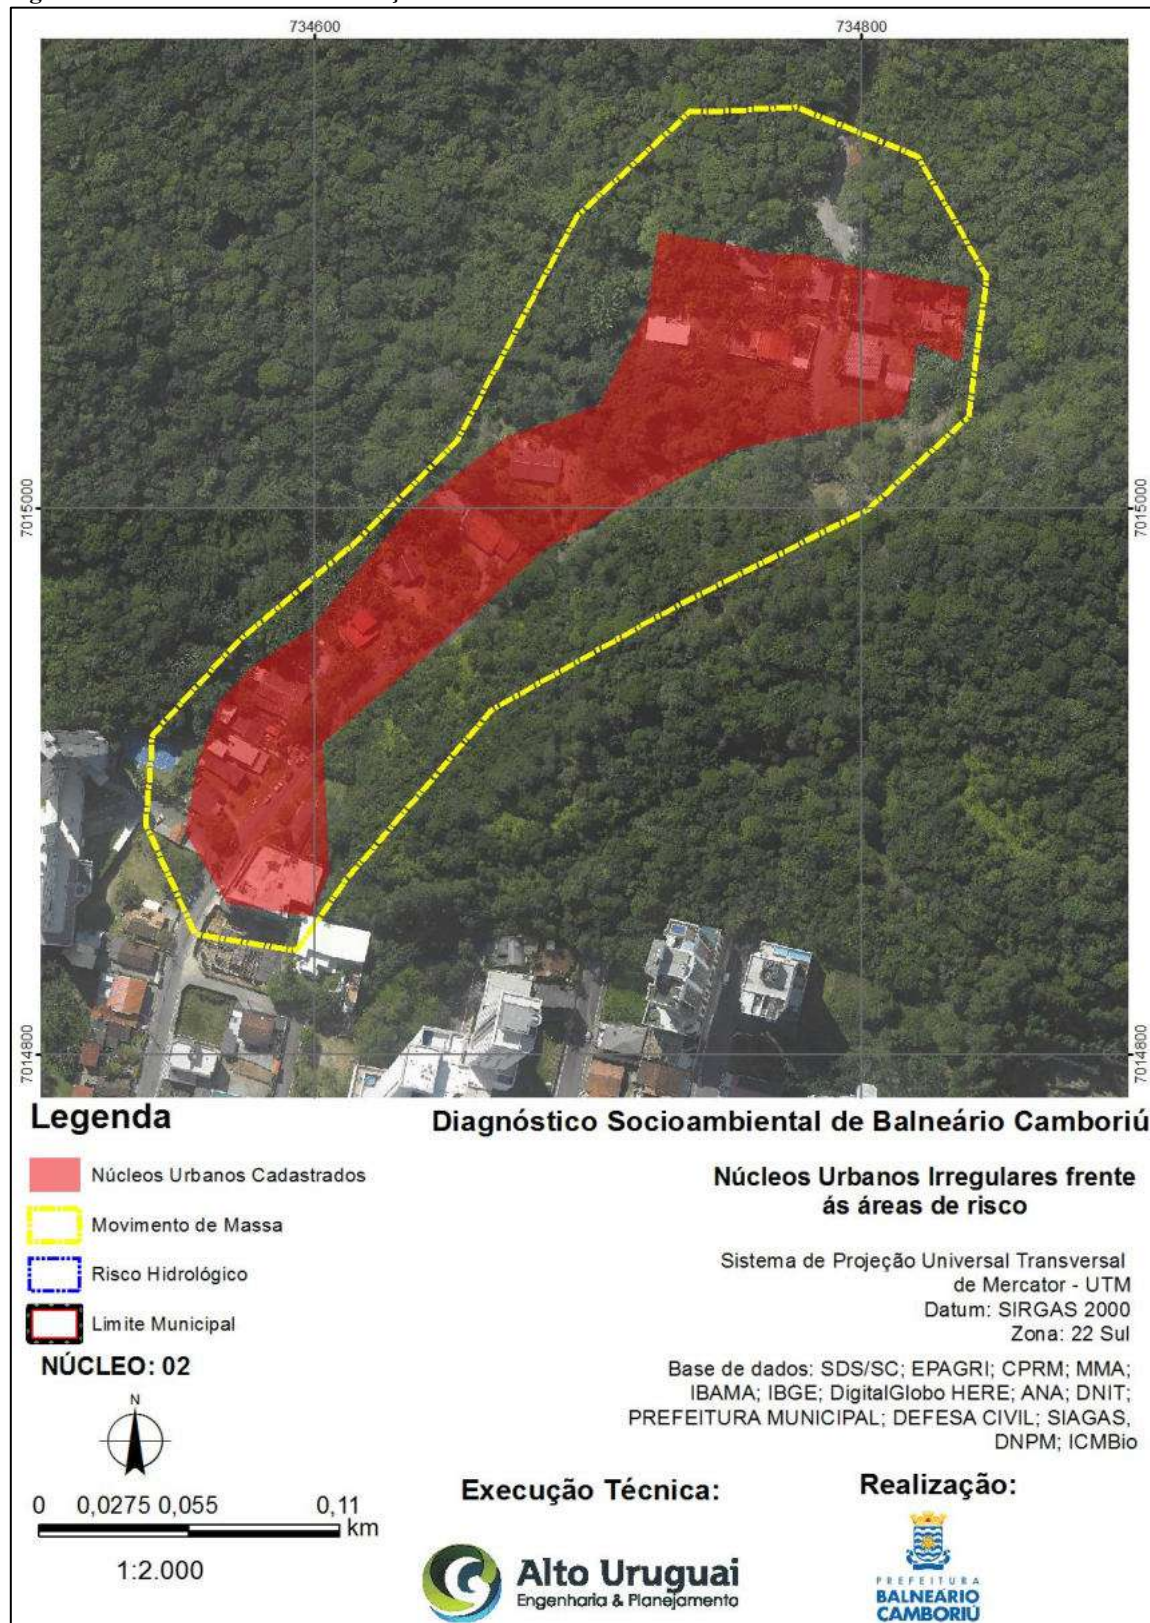 734600
734800
7015000
7015000
7014800
7014800
Legenda
Diagnóstico Socioambiental de Balneário Camboriú
Núcleos Urbanos Cadastrados
Movimento de Massa
Risco Hidrológico
Limite Municipal
NÚCLEO: 02
N
0 0,0275 0,055 0,11
km
1:2.000
Núcleos Urbanos Irregulares frente
ás áreas de risco
Sistema de Projeção Universal Transversal
de Mercator - UTM
Datum: SIRGAS 2000
Zona: 22 Sul
Base de dados: SDS/SC; EPAGRI; CPRM; MMA;
IBAMA; IBGE; DigitalGlobo HERE; ANA; DNIT;
PREFEITURA MUNICIPAL; DEFESA CIVIL; SIAGAS,
DNPM; ICMBio
Execução Técnica:
Alto Uruguai
Engenharia & Planejamento
Realização:
PREFEITURA
BALNEÁRIO
CAMBORIÚ